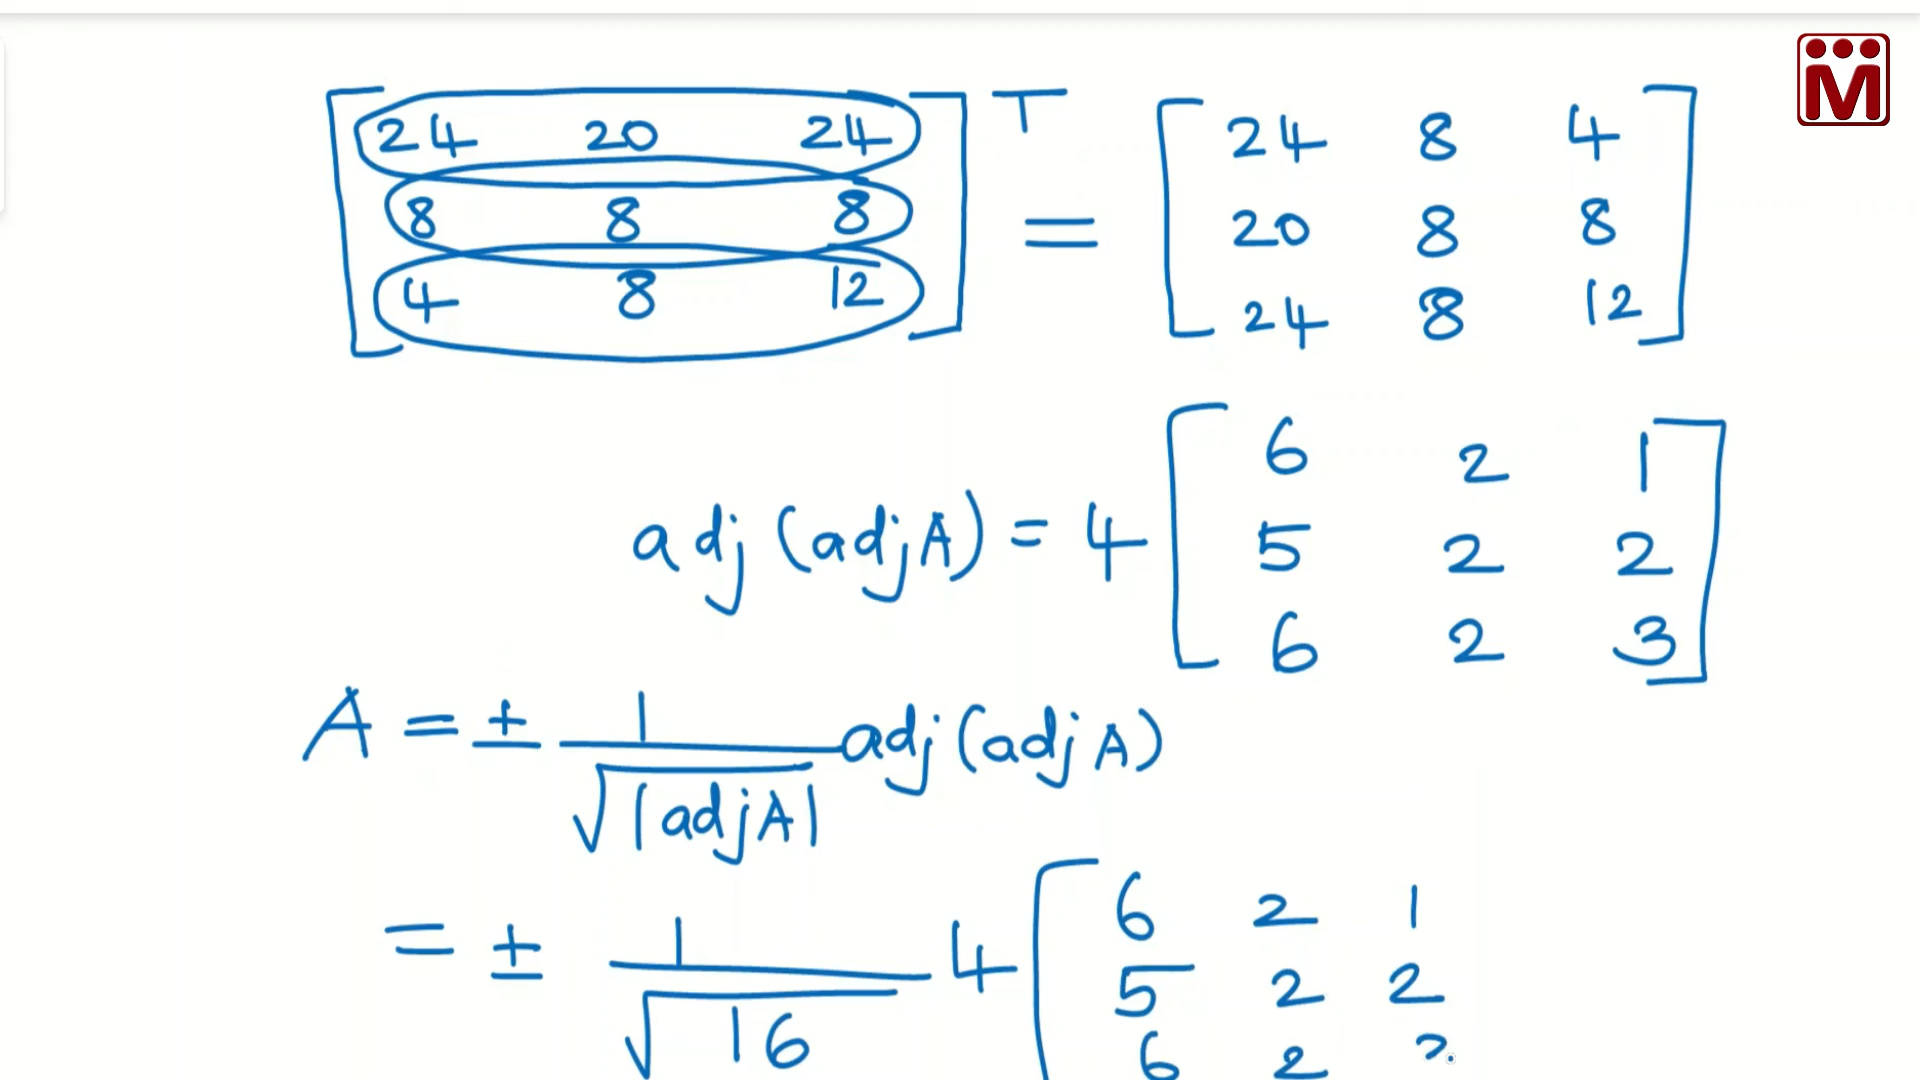 [24 20 24]ᵀ [24 8 4]
[8 8 8] = [20 8 8]
[4 8 12] [24 8 12]
[6 2 1]
adj (adj A) = 4 [5 2 2]
[6 2 3]
A = ± 1/√|adj A| adj (adj A)
= ± 1/√16 4 [6 2 1
5 2 2
6 2
M